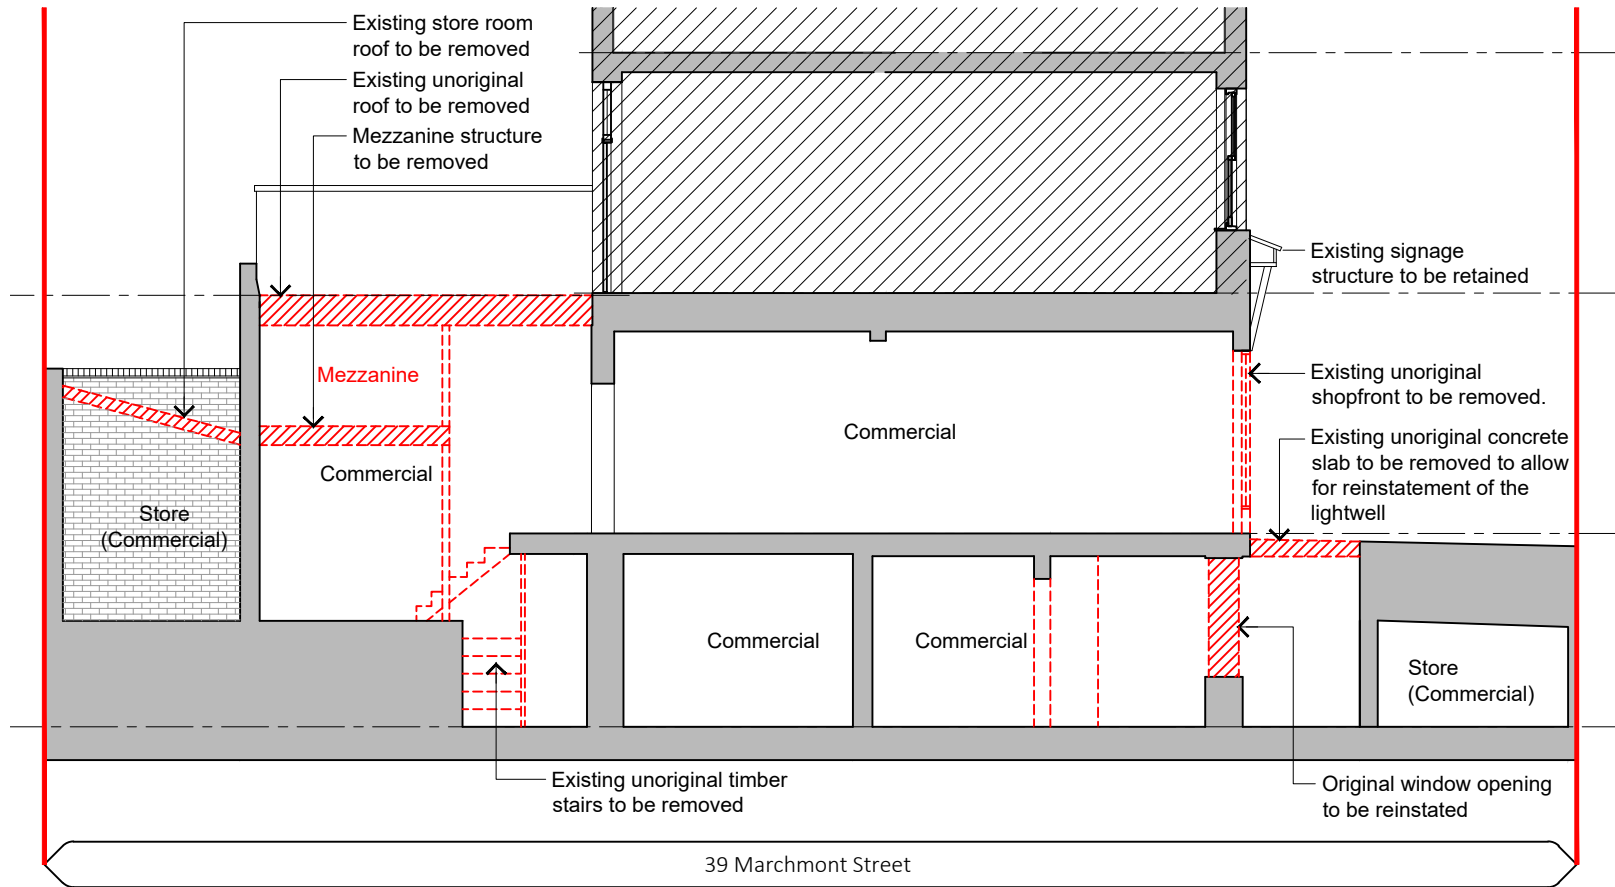 Existing store room
roof to be removed
Existing unoriginal
roof to be removed
Mezzanine structure
to be removed
Existing signage
structure to be retained
Mezzanine
Existing unoriginal
shopfront to be removed.
Commercial
Existing unoriginal concrete
slab to be removed to allow
for reinstatement of the
lightwell
Commercial
Store
(Commercial)
Commercial
Commercial
Store
(Commercial)
Existing unoriginal timber
stairs to be removed
Original window opening
to be reinstated
39 Marchmont Street